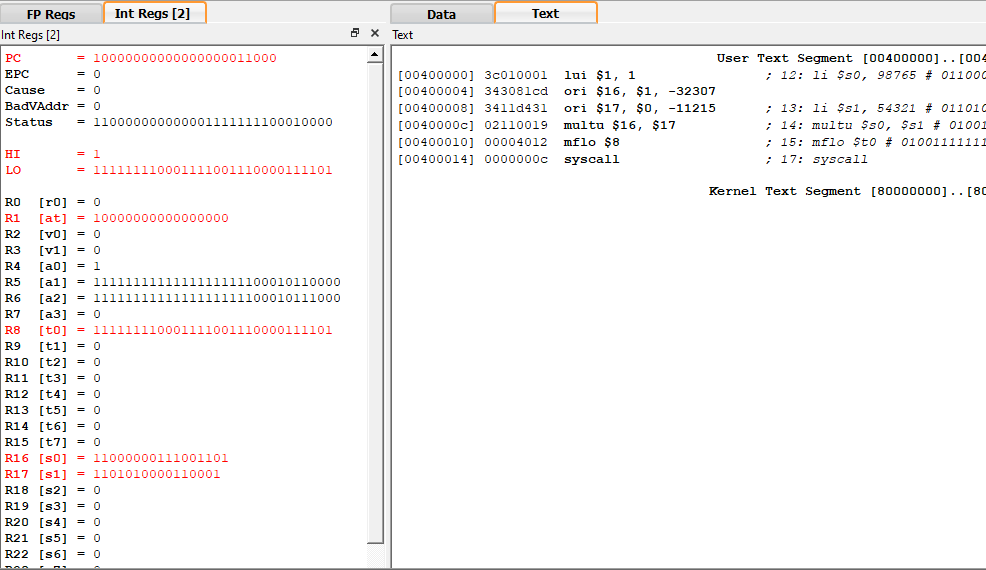 FP Regs
Int Regs [2]
Data
Text
Int Regs [2]
Text
PC = 10000000000000000011000
EPC = 0
Cause = 0
BadVAddr = 0
Status = 110000000000001111111100010000
HI = 1
LO = 111111110001111001110000111101
R0 [r0] = 0
R1 [at] = 10000000000000000
R2 [v0] = 0
R3 [v1] = 0
R4 [a0] = 1
R5 [a1] = 1111111111111111111100010110000
R6 [a2] = 1111111111111111111100010111000
R7 [a3] = 0
R8 [t0] = 111111110001111001110000111101
R9 [t1] = 0
R10 [t2] = 0
R11 [t3] = 0
R12 [t4] = 0
R13 [t5] = 0
R14 [t6] = 0
R15 [t7] = 0
R16 [s0] = 11000000111001101
R17 [s1] = 1101010000110001
R18 [s2] = 0
R19 [s3] = 0
R20 [s4] = 0
R21 [s5] = 0
R22 [s6] = 0
User Text Segment [00400000]..[004
[00400000] 3c010001 lui $1, 1 ; 12: li $s0, 98765 # 011000
[00400004] 343081cd ori $16, $1, -32307
[00400008] 3411d431 ori $17, $0, -11215 ; 13: li $s1, 54321 # 011010
[0040000c] 02110019 multu $16, $17 ; 14: multu $s0, $s1 # 01001
[00400010] 00004012 mflo $8 ; 15: mflo $t0 # 01001111111
[00400014] 0000000c syscall ; 17: syscall
Kernel Text Segment [80000000]..[80